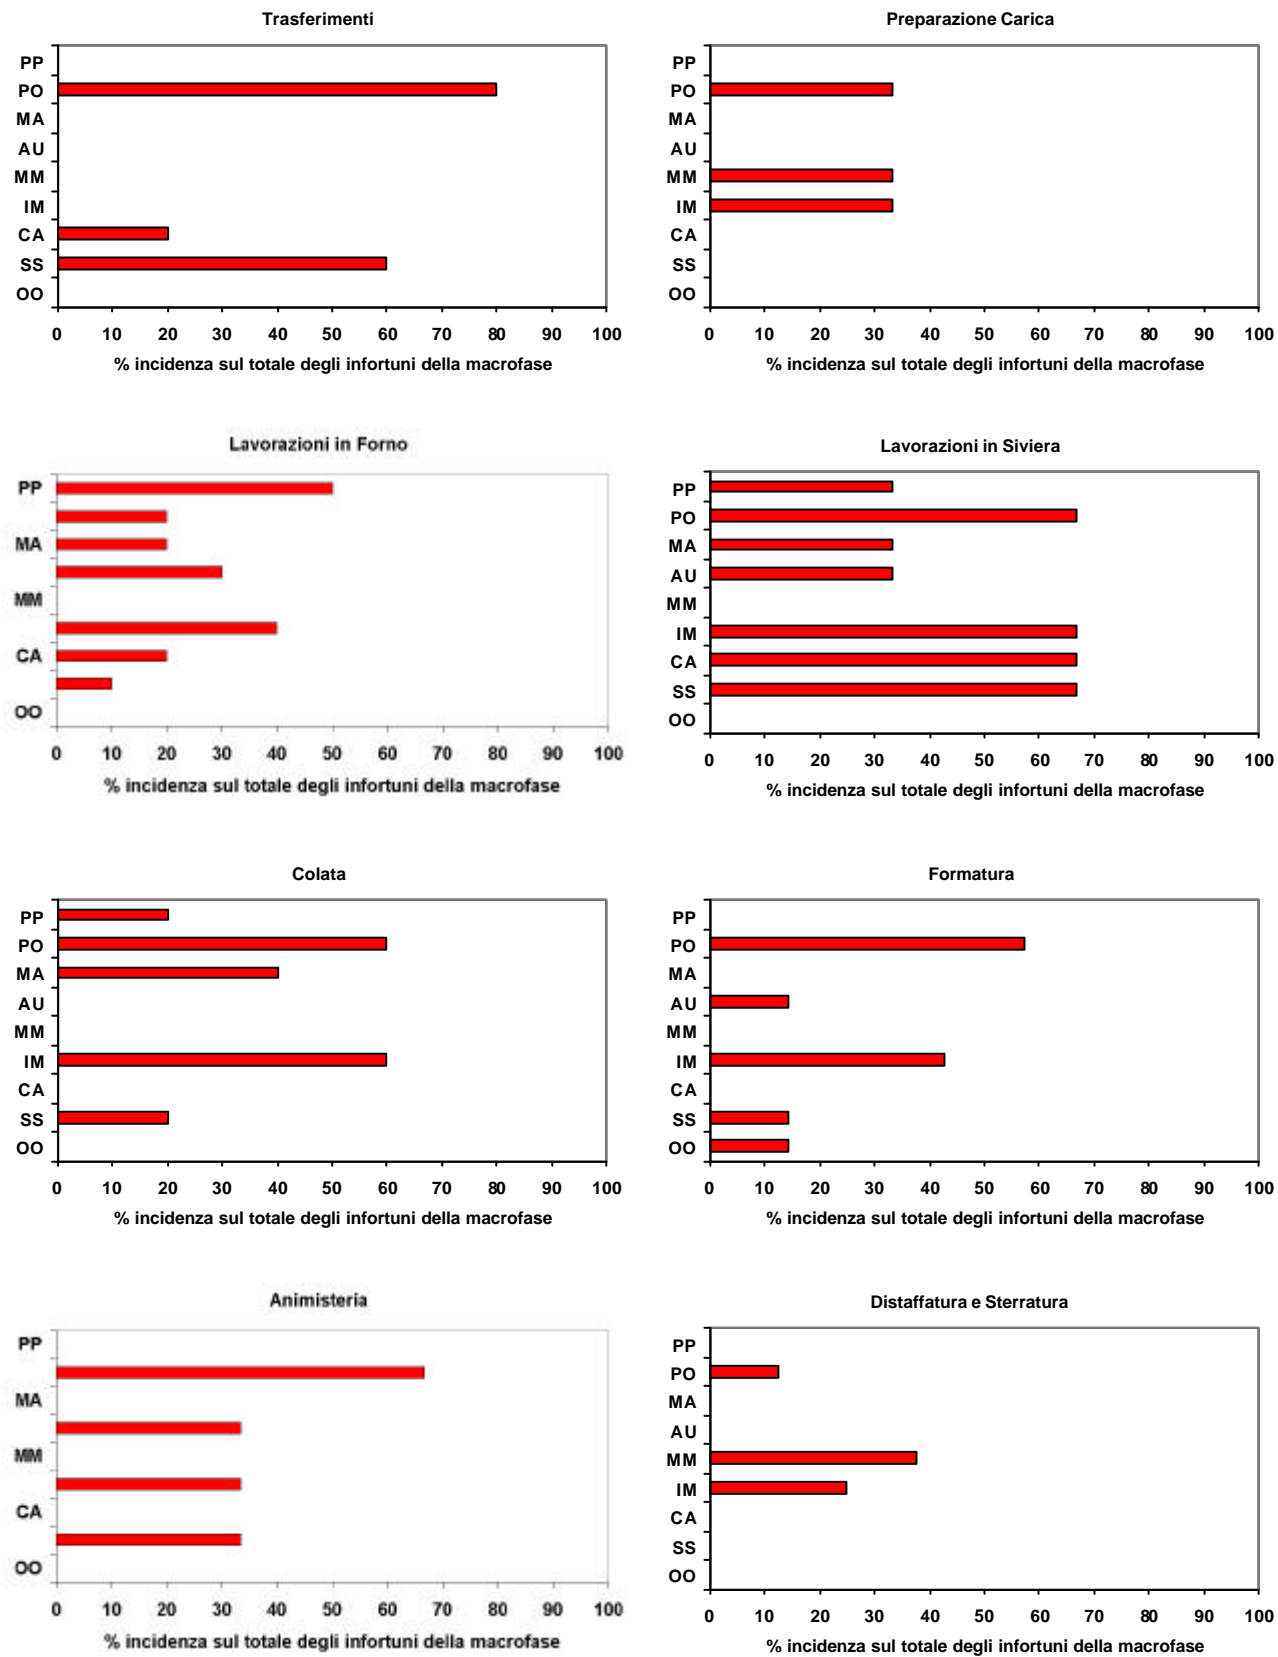 Trasferimenti
PP
PO
MA
AU
MM
IM
CA
SS
OO
0 10 20 30 40 50 60 70 80 90 100
% incidenza sul totale degli infortuni della macrofase
Preparazione Carica
PP
PO
MA
AU
MM
IM
CA
SS
OO
0 10 20 30 40 50 60 70 80 90 100
% incidenza sul totale degli infortuni della macrofase
Lavorazioni in Forno
PP
MA
MM
CA
OO
0 10 20 30 40 50 60 70 80 90 100
% incidenza sul totale degli infortuni della macrofase
Lavorazioni in Siviera
PP
PO
MA
AU
MM
IM
CA
SS
OO
0 10 20 30 40 50 60 70 80 90 100
% incidenza sul totale degli infortuni della macrofase
Colata
PP
PO
MA
AU
MM
IM
CA
SS
OO
0 10 20 30 40 50 60 70 80 90 100
% incidenza sul totale degli infortuni della macrofase
Formatura
PP
PO
MA
AU
MM
IM
CA
SS
OO
0 10 20 30 40 50 60 70 80 90 100
% incidenza sul totale degli infortuni della macrofase
Animisteria
PP
MA
MM
CA
OO
0 10 20 30 40 50 60 70 80 90 100
% incidenza sul totale degli infortuni della macrofase
Distaffatura e Sterratura
PP
PO
MA
AU
MM
IM
CA
SS
OO
0 10 20 30 40 50 60 70 80 90 100
% incidenza sul totale degli infortuni della macrofase